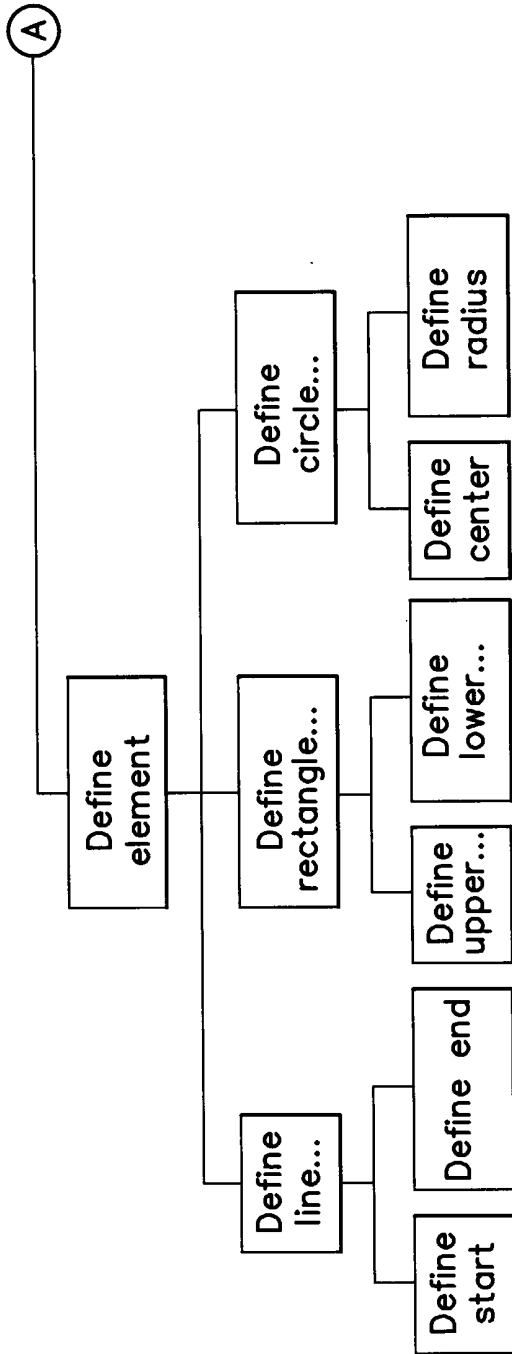 A
Define
element
Define
line...
Define
rectangle...
Define
circle...
Define
start
Define end
Define
upper...
Define
lower...
Define
center
Define
radius